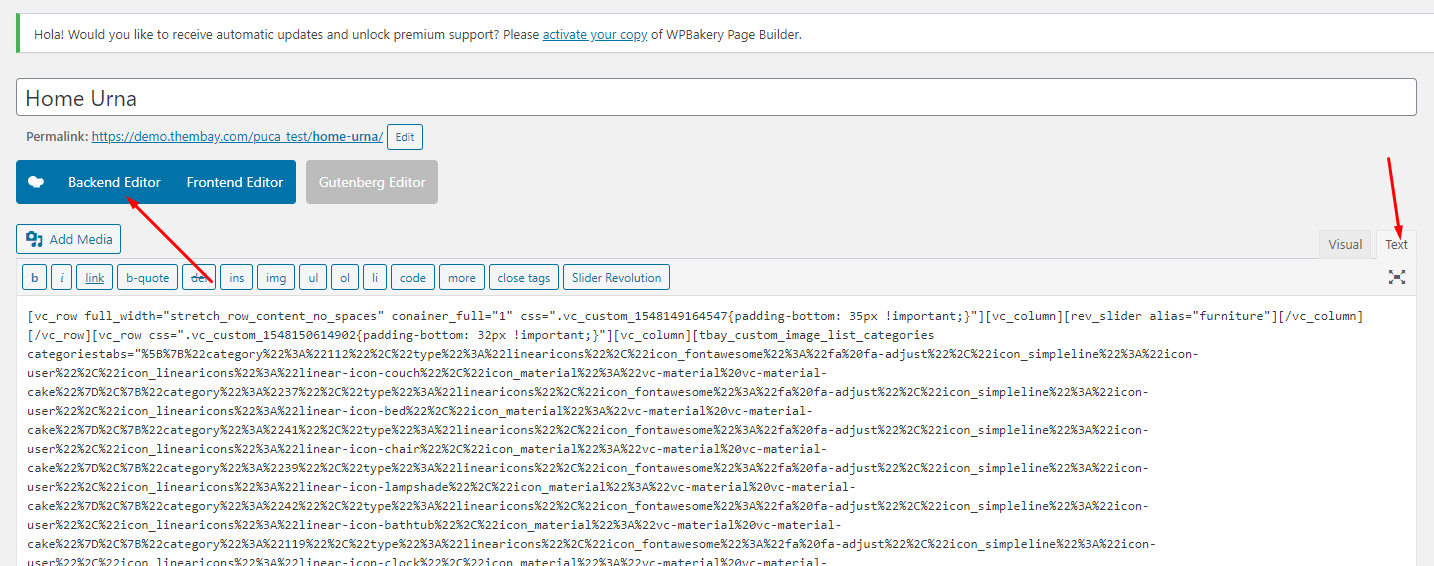 Hola! Would you like to receive automatic updates and unlock premium support? Please activate your copy of WPBakery Page Builder.
Home Urna
Permalink: https://demo.thembay.com/puca_test/home-urna/ Edit
Backend Editor Frontend Editor Gutenberg Editor
Add Media Visual Text
b i link b-quote del ins img ul ol li code more close tags Slider Revolution
[vc_row full_width="stretch_row_content_no_spaces" conainer_full="1" css=".vc_custom_1548149164547{padding-bottom: 35px !important;}"][vc_column][rev_slider alias="furniture"][/vc_column]
[/vc_row][vc_row css=".vc_custom_1548150614902{padding-bottom: 32px !important;}"][vc_column][tbay_custom_image_list_categories
categoriestabs="%5B%7B%22category%22%3A%22112%22%2C%22type%22%3A%22linearicons%22%2C%22icon_fontawesome%22%3A%22fa%20fa-adjust%22%2C%22icon_simpleline%22%3A%22icon-
user%22%2C%22icon_linearicons%22%3A%22linear-icon-couch%22%2C%22icon_material%22%3A%22vc-material%20vc-material-
cake%22%7D%2C%7B%22category%22%3A%2237%22%2C%22type%22%3A%22linearicons%22%2C%22icon_fontawesome%22%3A%22fa%20fa-adjust%22%2C%22icon_simpleline%22%3A%22icon-
user%22%2C%22icon_linearicons%22%3A%22linear-icon-bed%22%2C%22icon_material%22%3A%22vc-material%20vc-material-
cake%22%7D%2C%7B%22category%22%3A%2241%22%2C%22type%22%3A%22linearicons%22%2C%22icon_fontawesome%22%3A%22fa%20fa-adjust%22%2C%22icon_simpleline%22%3A%22icon-
user%22%2C%22icon_linearicons%22%3A%22linear-icon-chair%22%2C%22icon_material%22%3A%22vc-material%20vc-material-
cake%22%7D%2C%7B%22category%22%3A%2239%22%2C%22type%22%3A%22linearicons%22%2C%22icon_fontawesome%22%3A%22fa%20fa-adjust%22%2C%22icon_simpleline%22%3A%22icon-
user%22%2C%22icon_linearicons%22%3A%22linear-icon-lampshade%22%2C%22icon_material%22%3A%22vc-material%20vc-material-
cake%22%7D%2C%7B%22category%22%3A%2242%22%2C%22type%22%3A%22linearicons%22%2C%22icon_fontawesome%22%3A%22fa%20fa-adjust%22%2C%22icon_simpleline%22%3A%22icon-
user%22%2C%22icon_linearicons%22%3A%22linear-icon-bathtub%22%2C%22icon_material%22%3A%22vc-material%20vc-material-
cake%22%7D%2C%7B%22category%22%3A%22119%22%2C%22type%22%3A%22linearicons%22%2C%22icon_fontawesome%22%3A%22fa%20fa-adjust%22%2C%22icon_simpleline%22%3A%22icon-
user%22%2C%22icon_linearicons%22%3A%22linear-icon-clock%22%2C%22icon_material%22%3A%22vc-material%20vc-material-